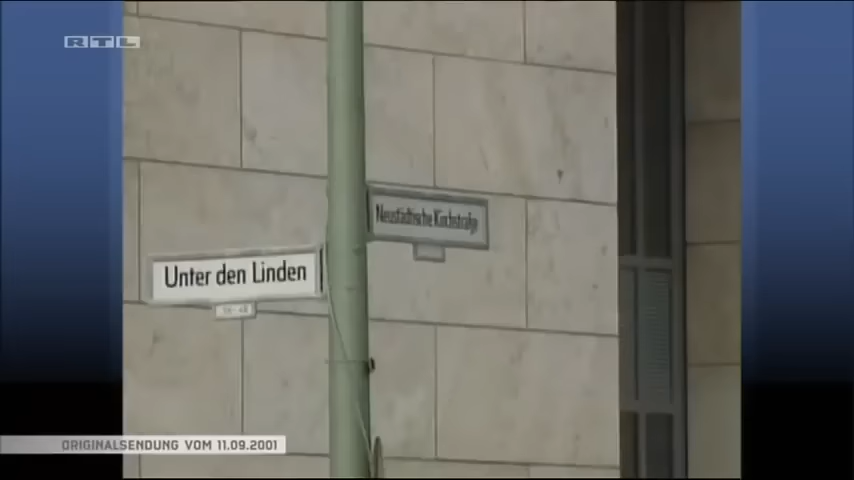 RTL
Neustädtische Kirchstraße
Unter den Linden
ORIGINALSENDUNG VOM 11.09.2001